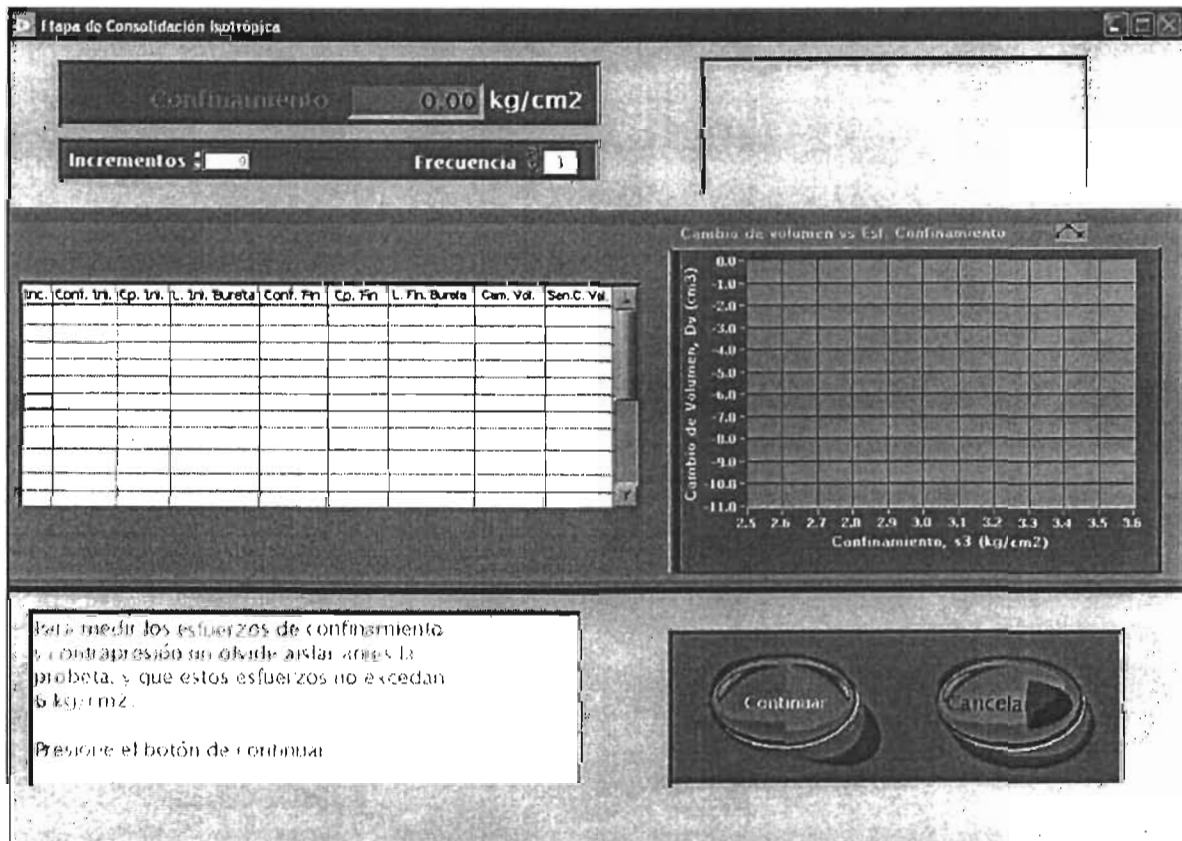 Etapa de Consolidación Isotrópica
Confinamiento 0.00 kg/cm2
Incrementos 0 Frecuencia 1
Cambio de volumen vs Esf. Confinamiento
Inc. Conf. Ini. Cp. Ini. L. Ini. Bureta Conf. Fin Cp. Fin L. Fin. Bureta Cam. Vol. Sen.C. Vol.
Cambio de Volumen, Dv (cm3)
0.0
-1.0
-2.0
-3.0
-4.0
-5.0
-6.0
-7.0
-8.0
-9.0
-10.0
-11.0
2.5 2.6 2.7 2.8 2.9 3.0 3.1 3.2 3.3 3.4 3.5 3.6
Confinamiento, s3 (kg/cm2)
Para medir los esfuerzos de confinamiento
y contrapresión no olvide aislar antes la
probeta, y que estos esfuerzos no excedan
6 kg/cm2.
Presione el botón de continuar
Continuar
Cancela